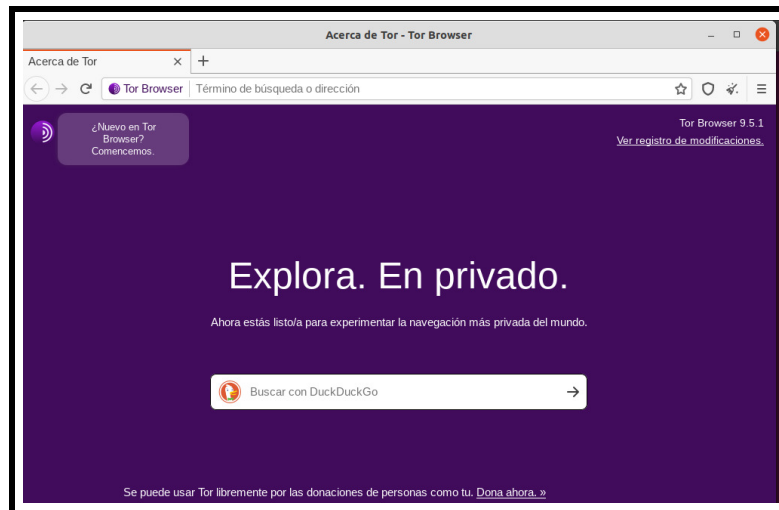 Acerca de Tor - Tor Browser
Acerca de Tor
Tor Browser
Término de búsqueda o dirección
¿Nuevo en Tor
Browser?
Comencemos.
Tor Browser 9.5.1
Ver registro de modificaciones.
Explora. En privado.
Ahora estás listo/a para experimentar la navegación más privada del mundo.
Buscar con DuckDuckGo
Se puede usar Tor libremente por las donaciones de personas como tu. Dona ahora. »